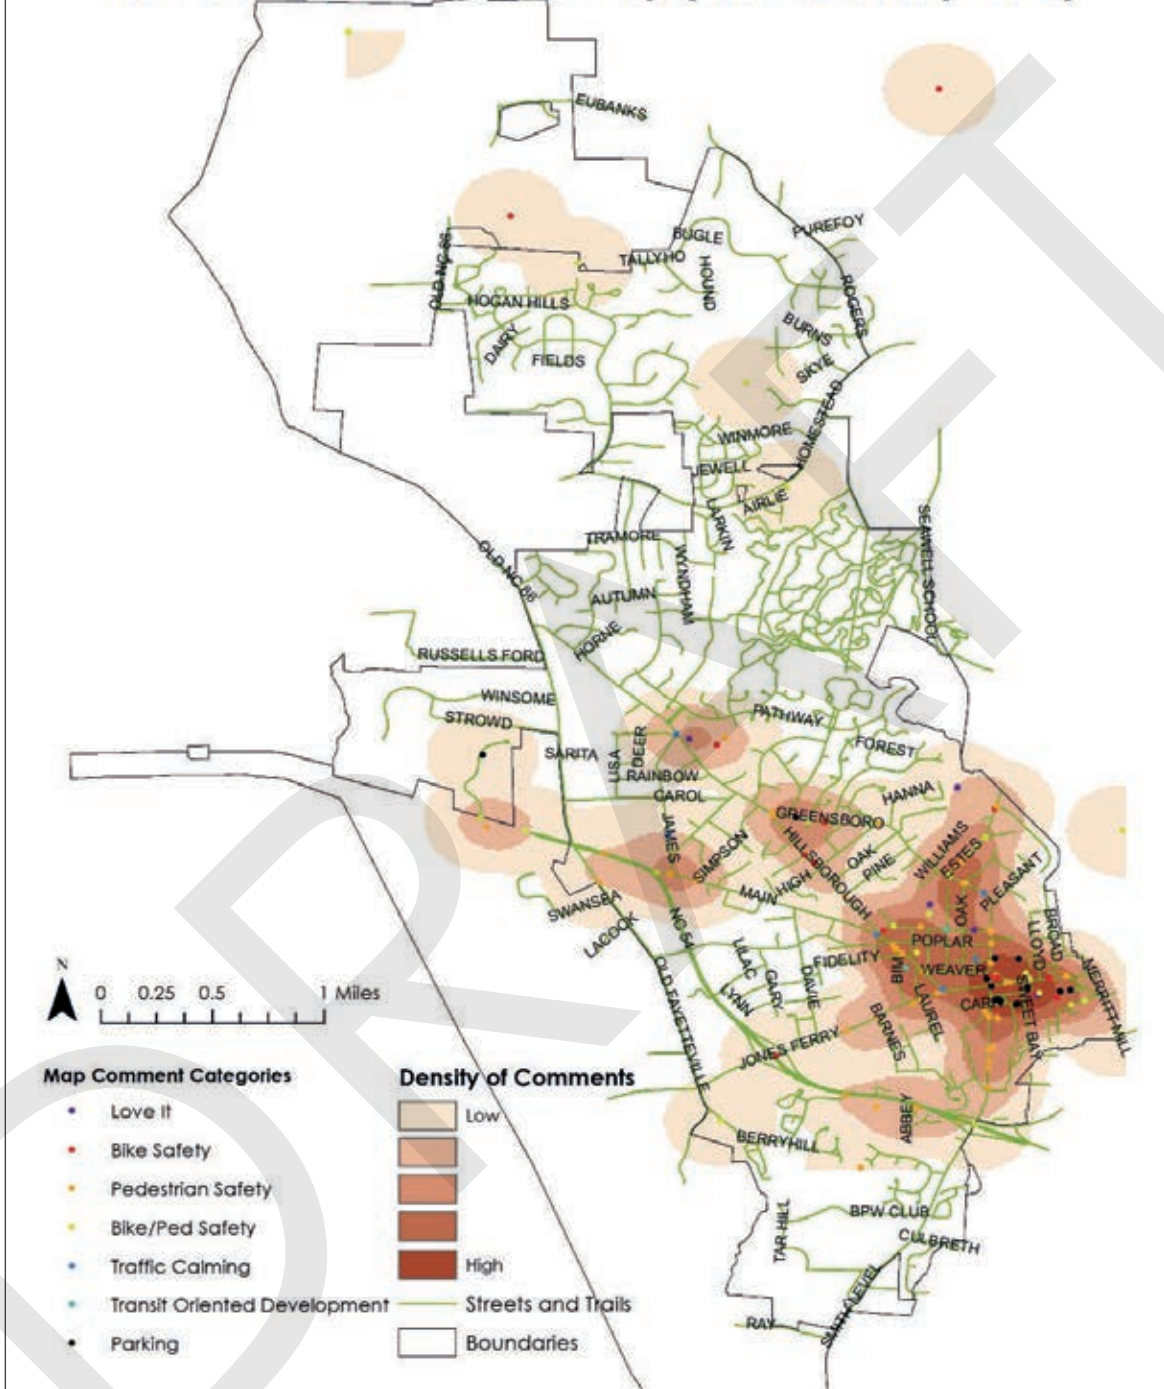 EUBANKS
PUREFOY
BUGLE
TALLYHO
HOUND
OLD NC 86
ROGERS
HOGAN HILLS
BURNS
DAIRY
FIELDS
SKYE
HOMESTEAD
WINMORE
JEWELL
AIRLIE
LARKIN
SEAWELL SCHOOL
TRAMORE
OLD NC 86
WYNDHAM
AUTUMN
HORNE
RUSSELLS FORD
WINSOME
STROWD
PATHWAY
SARITA
LISA
DEER
FOREST
RAINBOW
CAROL
HANNA
GREENSBORO
JAMES
SIMPSON
HILLSBOROUGH
OAK
PINE
WILLIAMS
ESTES
PLEASANT
MAIN
HIGH
SWANSEA
LACOCK
NC 54
OAK
BROAD
LLOYD
POPLAR
LILAC
GARY
DAVIE
FIDELITY
BIM
WEAVER
MERRITT MILL
OLD FAYETTEVILLE
LYNN
LAUREL
CARR
SWEET BAY
BARNES
JONES FERRY
ABBEY
BERRYHILL
TAR HILL
BPW CLUB
CULBRETH
SMITH LEVEL
RAY
N
0 0.25 0.5 1 Miles
Map Comment Categories
Love It
Bike Safety
Pedestrian Safety
Bike/Ped Safety
Traffic Calming
Transit Oriented Development
Parking
Density of Comments
Low
High
Streets and Trails
Boundaries
DRAFT